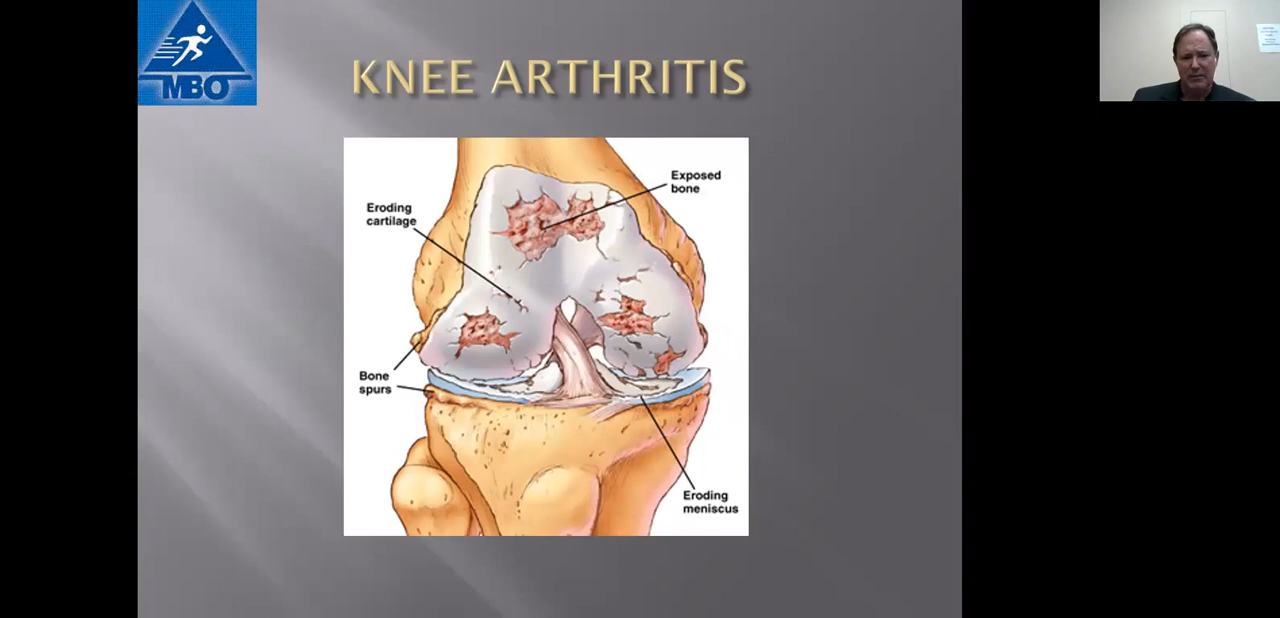 MBO
KNEE ARTHRITIS
Exposed
bone
Eroding
cartilage
Bone
spurs
Eroding
meniscus